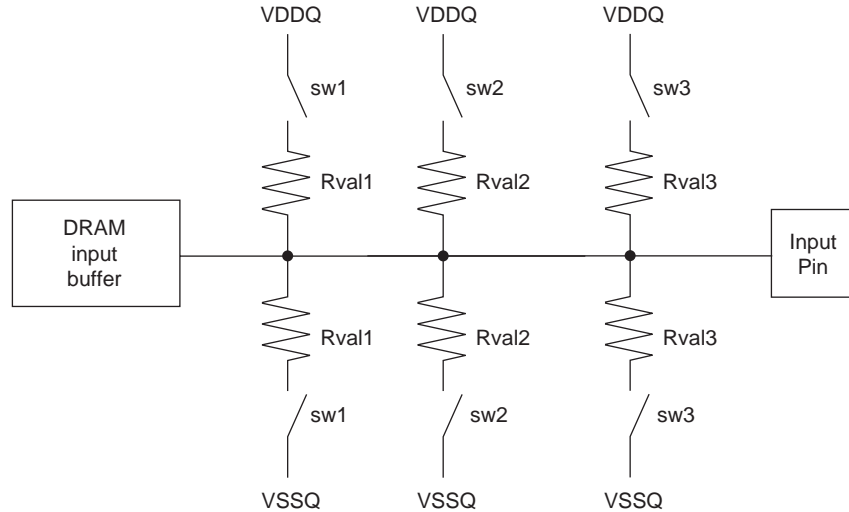 VDDQ VDDQ VDDQ
sw1 sw2 sw3
Rval1 Rval2 Rval3
DRAM
input
buffer
Input
Pin
Rval1 Rval2 Rval3
sw1 sw2 sw3
VSSQ VSSQ VSSQ